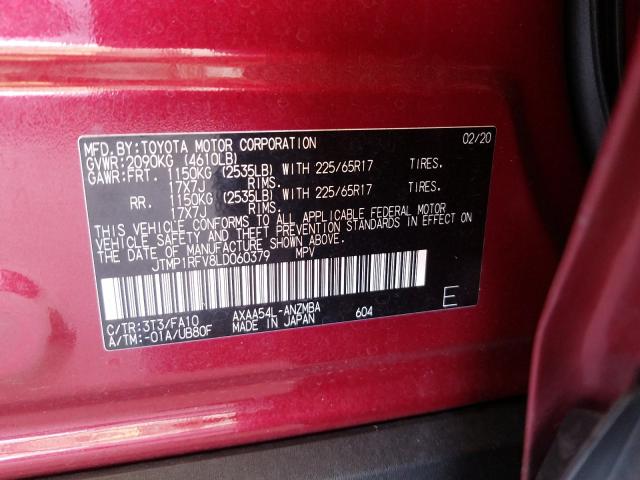 MFD. BY: TOYOTA MOTOR CORPORATION 02/20
GVWR: 2090KG (4610LB)
GAWR: FRT. 1150KG (2535LB) WITH 225/65R17 TIRES.
17X7J RIMS.
RR. 1150KG (2535LB) WITH 225/65R17 TIRES.
17X7J RIMS.
THIS VEHICLE CONFORMS TO ALL APPLICABLE FEDERAL MOTOR
VEHICLE SAFETY AND THEFT PREVENTION STANDARDS IN EFFECT ON
THE DATE OF MANUFACTURE SHOWN ABOVE.
JTMP1RFV8LD060379 MPV
C/TR: 3T3/FA10 AXAA54L-ANZMBA 604
A/TM: -01A/UB80F MADE IN JAPAN
E